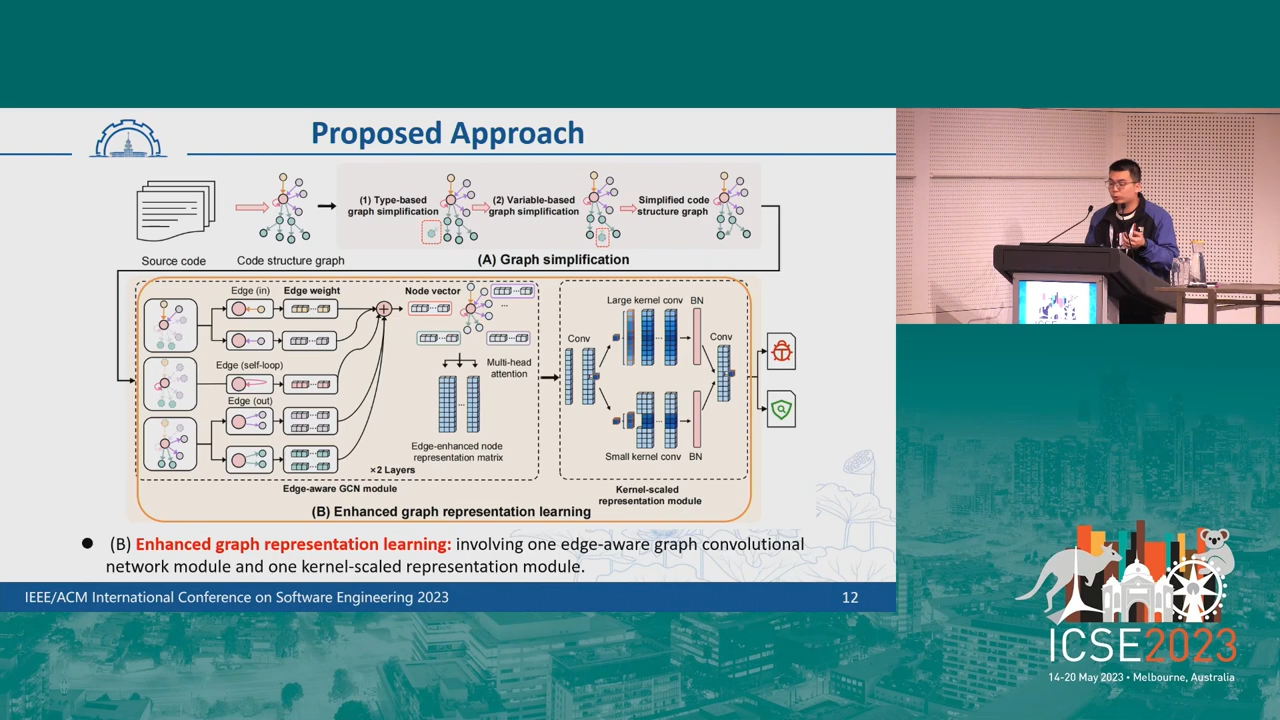 Proposed Approach
(1) Type-based
graph simplification
(2) Variable-based
graph simplification
Simplified code
structure graph
Source code
Code structure graph
(A) Graph simplification
Edge (in)
Edge weight
Node vector
Large kernel conv
BN
Edge (self-loop)
Multi-head
attention
Conv
Conv
Edge (out)
Edge-enhanced node
representation matrix
Small kernel conv
BN
×2 Layers
Edge-aware GCN module
Kernel-scaled
representation module
(B) Enhanced graph representation learning
● (B) Enhanced graph representation learning: involving one edge-aware graph convolutional
network module and one kernel-scaled representation module.
IEEE/ACM International Conference on Software Engineering 2023
12
ICSE2023
14-20 May 2023 • Melbourne, Australia